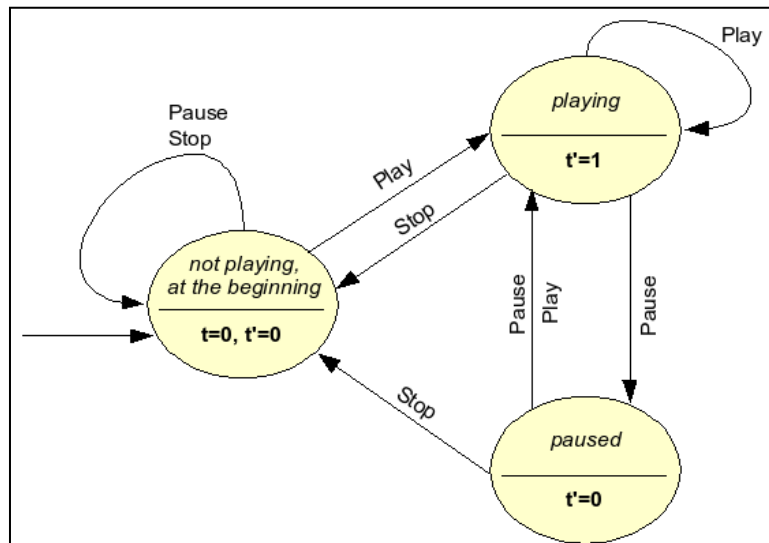 Play
playing
t'=1
Pause
Stop
Play
Stop
not playing,
at the beginning
t=0, t'=0
Pause
Play
Pause
Stop
paused
t'=0